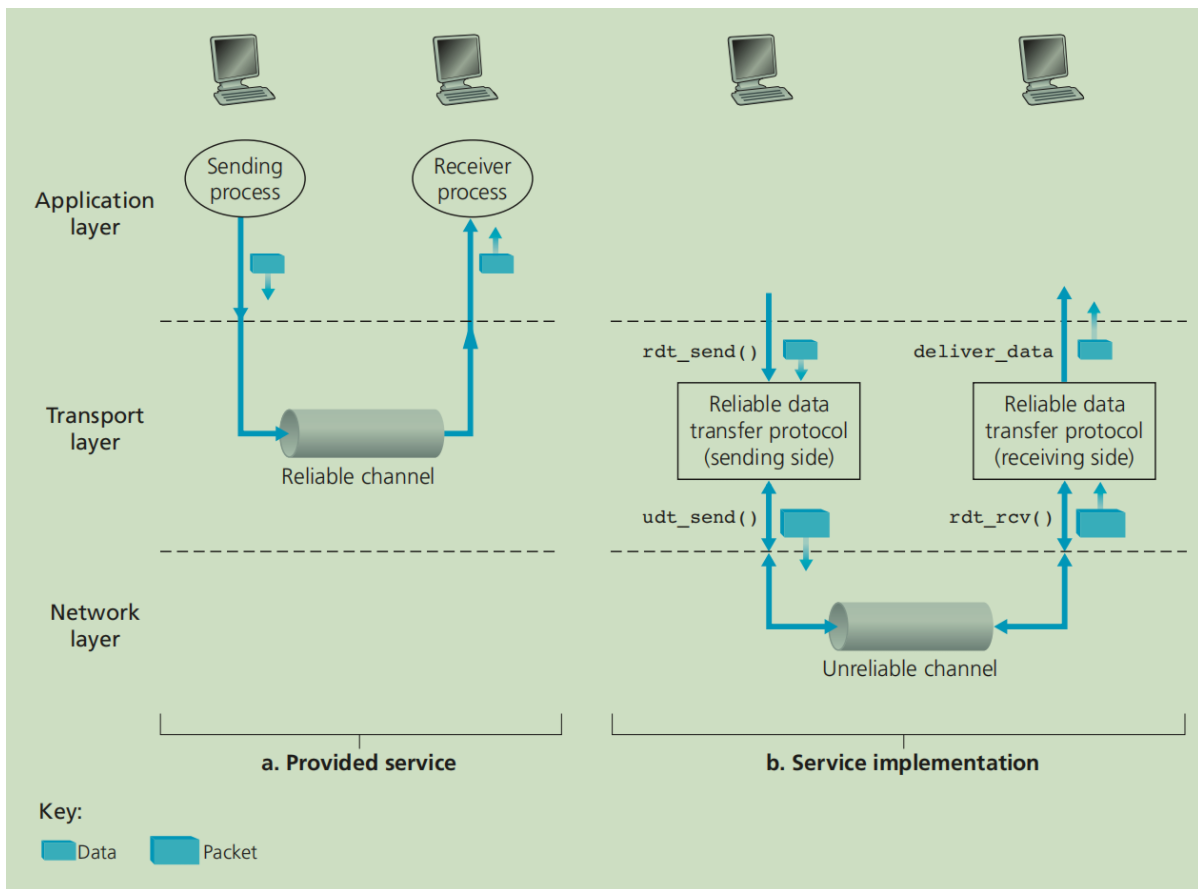 Sending
process
Receiver
process
Application
layer
rdt_send()
deliver_data
Transport
layer
Reliable channel
Reliable data
transfer protocol
(sending side)
Reliable data
transfer protocol
(receiving side)
udt_send()
rdt_rcv()
Network
layer
Unreliable channel
a. Provided service
b. Service implementation
Key:
Data
Packet